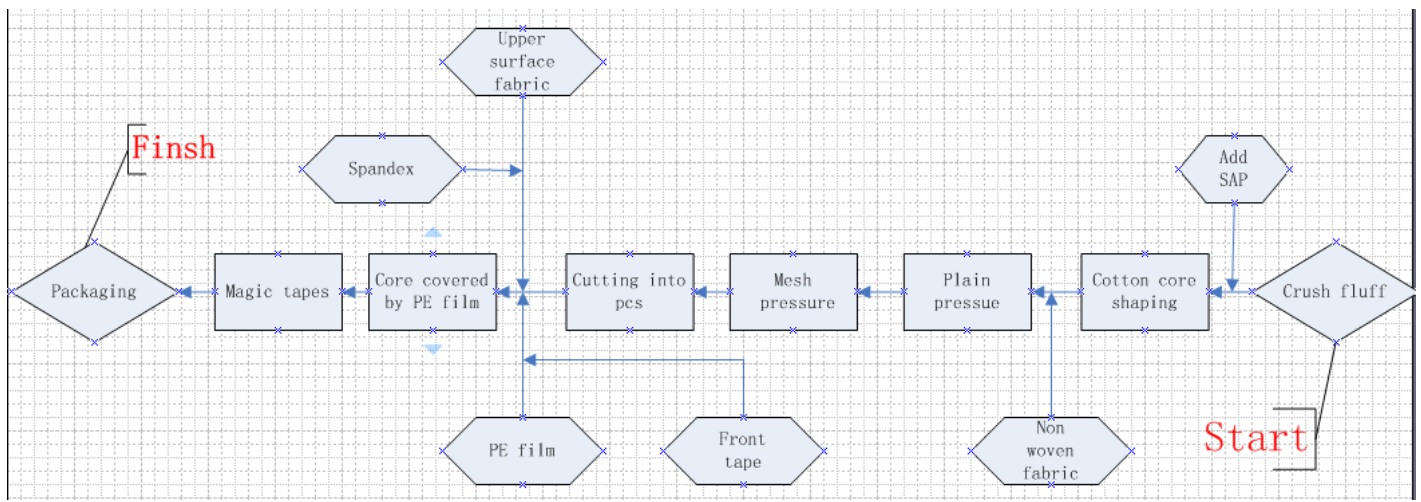 Upper
surface
fabric
Finsh
Spandex
Add
SAP
Packaging
Magic tapes
Core covered
by PE film
Cutting into
pcs
Mesh
pressure
Plain
pressue
Cotton core
shaping
Crush fluff
PE film
Front
tape
Non
woven
fabric
Start